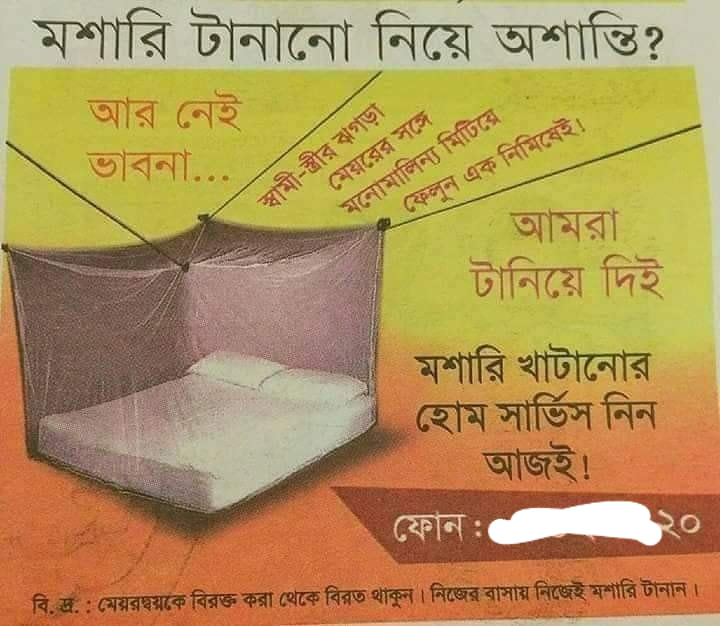 মশারি টানানো নিয়ে অশান্তি?
আর নেই
ভাবনা...
স্বামী-স্ত্রীর ঝগড়া
মেয়রের সঙ্গে
মনোমালিন্য মিটিয়ে
ফেলুন এক নিমিষেই!
আমরা
টানিয়ে দিই
মশারি খাটানোর
হোম সার্ভিস নিন
আজই!
ফোন : ২০
বি. দ্র. : মেয়রদ্বয়কে বিরক্ত করা থেকে বিরত থাকুন। নিজের বাসায় নিজেই মশারি টানান।